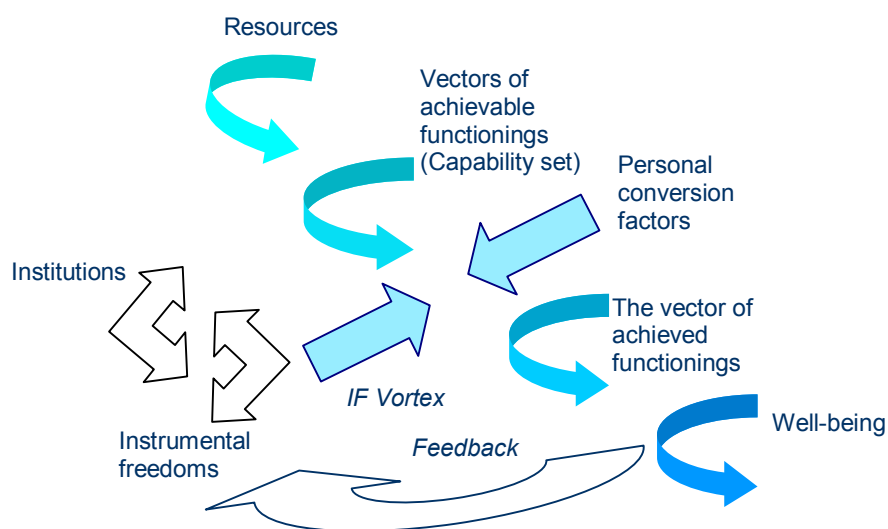 Resources
Vectors of
achievable
functionings
(Capability set)
Personal
conversion
factors
Institutions
The vector of
achieved
functionings
IF Vortex
Instrumental
freedoms
Feedback
Well-being